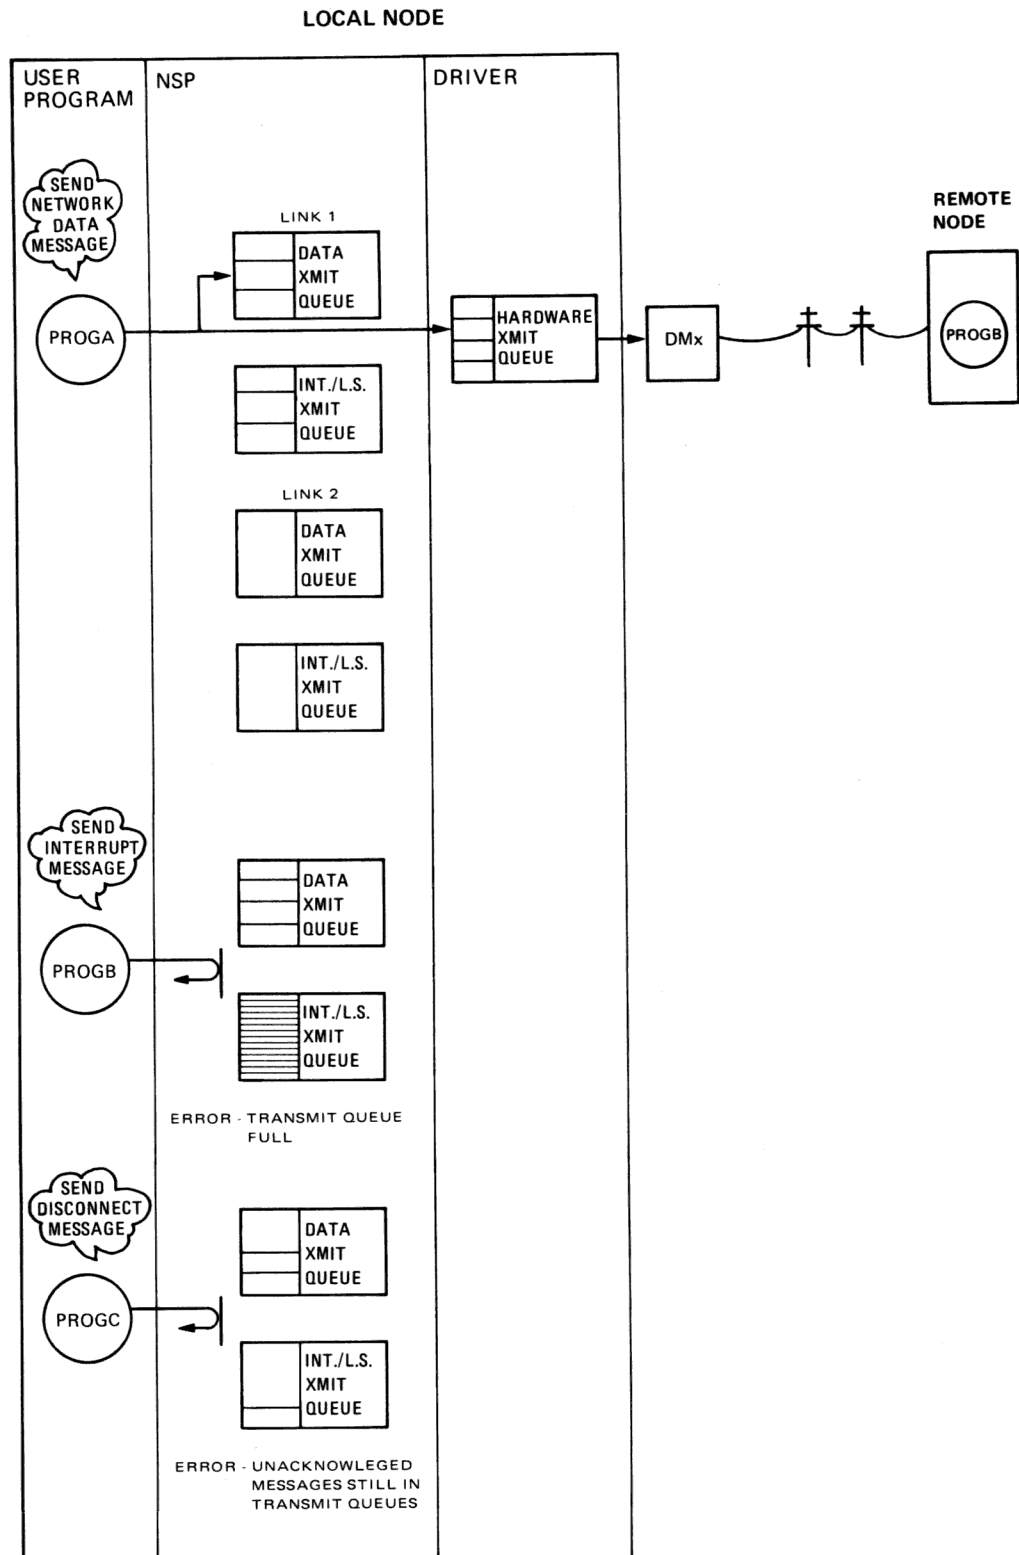 LOCAL NODE
USER
PROGRAM
NSP
DRIVER
SEND
NETWORK
DATA
MESSAGE
REMOTE
NODE
LINK 1
DATA
XMIT
QUEUE
PROGA
HARDWARE
XMIT
QUEUE
DMx
PROGB
INT./L.S.
XMIT
QUEUE
LINK 2
DATA
XMIT
QUEUE
INT./L.S.
XMIT
QUEUE
SEND
INTERRUPT
MESSAGE
DATA
XMIT
QUEUE
PROGB
INT./L.S.
XMIT
QUEUE
ERROR - TRANSMIT QUEUE
FULL
SEND
DISCONNECT
MESSAGE
DATA
XMIT
QUEUE
PROGC
INT./L.S.
XMIT
QUEUE
ERROR - UNACKNOWLEGED
MESSAGES STILL IN
TRANSMIT QUEUES